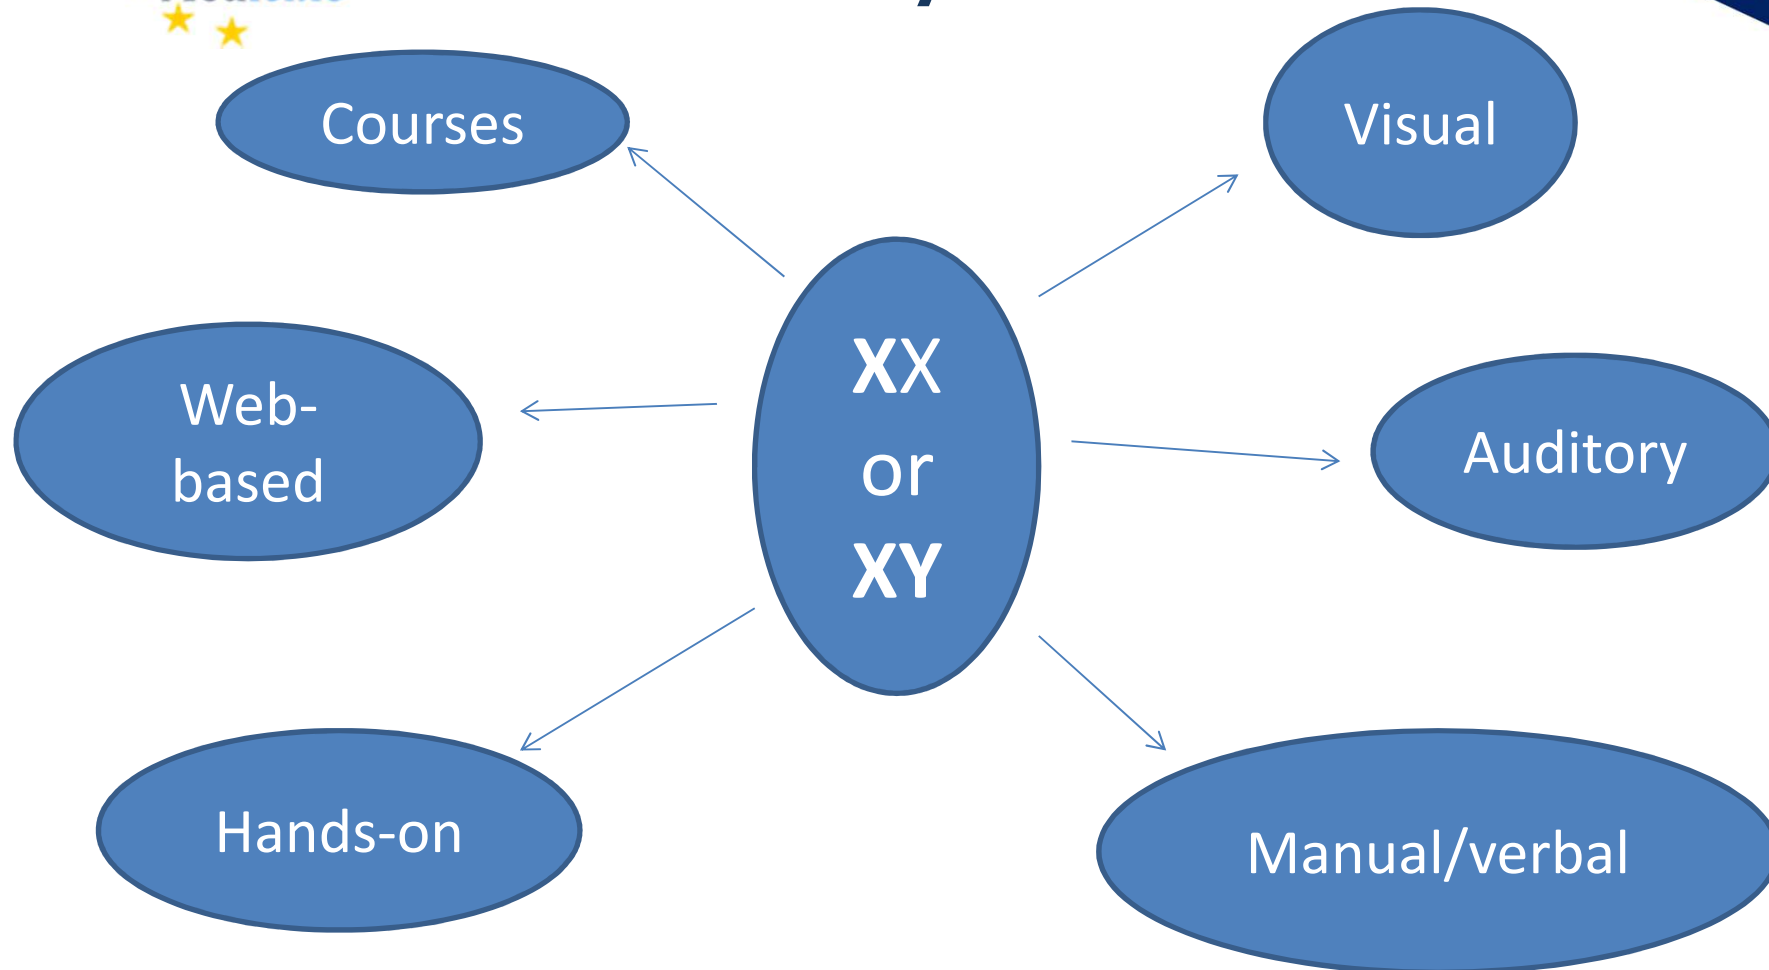 Courses
Visual
XX
or
XY
Web-
based
Auditory
Hands-on
Manual/verbal